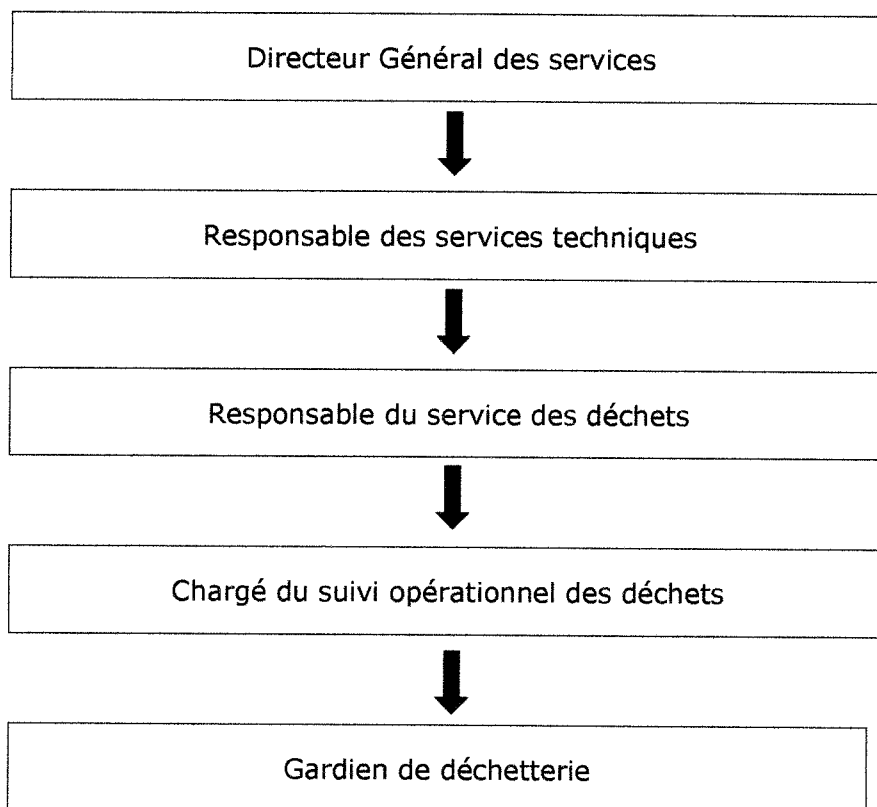 Directeur Général des services
Responsable des services techniques
Responsable du service des déchets
Chargé du suivi opérationnel des déchets
Gardien de déchetterie